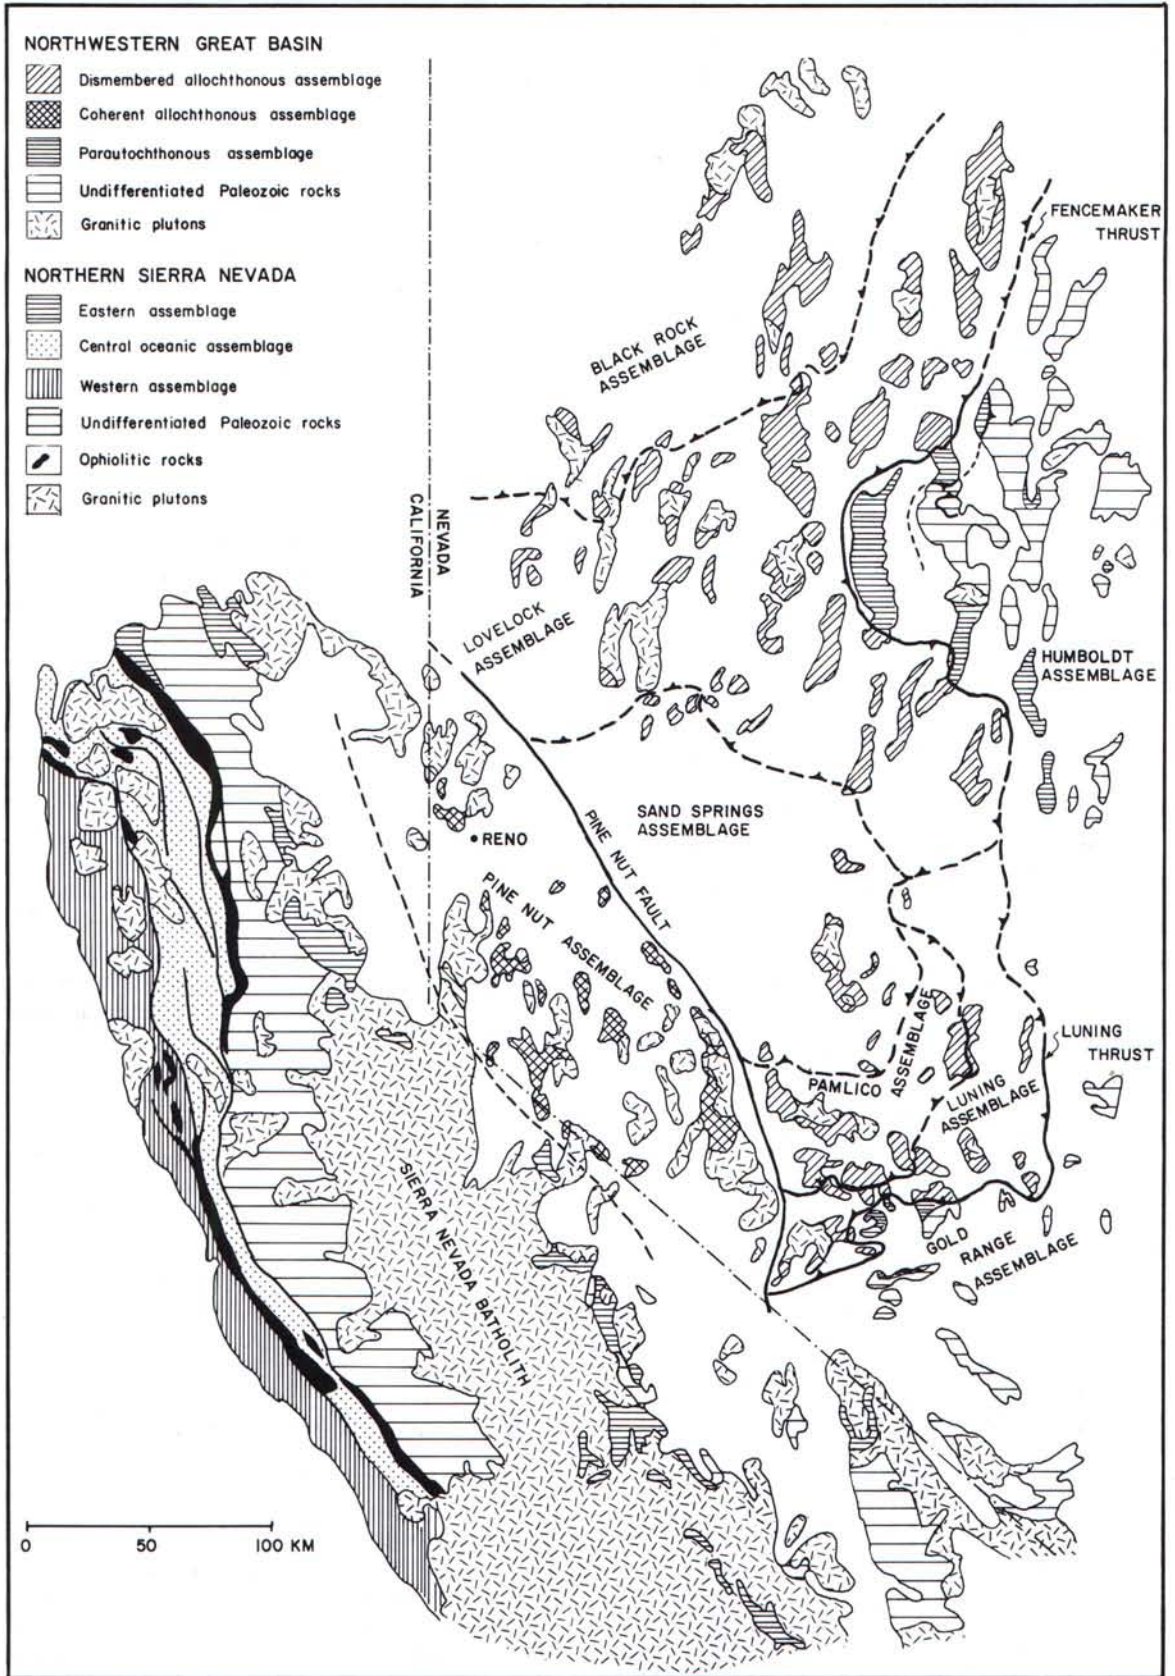 NORTHWESTERN GREAT BASIN
Dismembered allochthonous assemblage
Coherent allochthonous assemblage
Parautochthonous assemblage
Undifferentiated Paleozoic rocks
Granitic plutons
NORTHERN SIERRA NEVADA
Eastern assemblage
Central oceanic assemblage
Western assemblage
Undifferentiated Paleozoic rocks
Ophiolitic rocks
Granitic plutons
FENCEMAKER
THRUST
BLACK ROCK
ASSEMBLAGE
NEVADA
CALIFORNIA
LOVELOCK
ASSEMBLAGE
HUMBOLDT
ASSEMBLAGE
SAND SPRINGS
ASSEMBLAGE
PINE NUT FAULT
RENO
PINE NUT ASSEMBLAGE
PAMLICO
ASSEMBLAGE
LUNING
ASSEMBLAGE
LUNING
THRUST
SIERRA NEVADA BATHOLITH
GOLD
RANGE
ASSEMBLAGE
0 50 100 KM